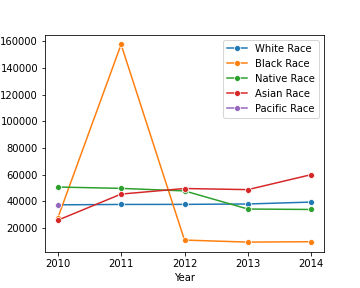 160000
140000
120000
100000
80000
60000
40000
20000
White Race
Black Race
Native Race
Asian Race
Pacific Race
2010 2011 2012 2013 2014
Year